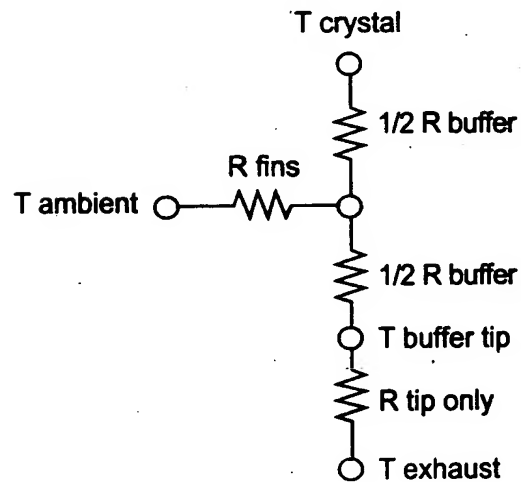 T crystal
1/2 R buffer
R fins
T ambient
1/2 R buffer
T buffer tip
R tip only
T exhaust